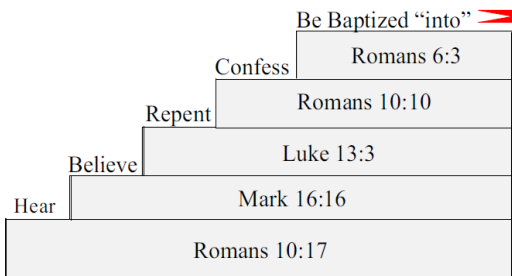 Be Baptized “into”
Romans 6:3
Confess
Romans 10:10
Repent
Luke 13:3
Believe
Mark 16:16
Hear
Romans 10:17